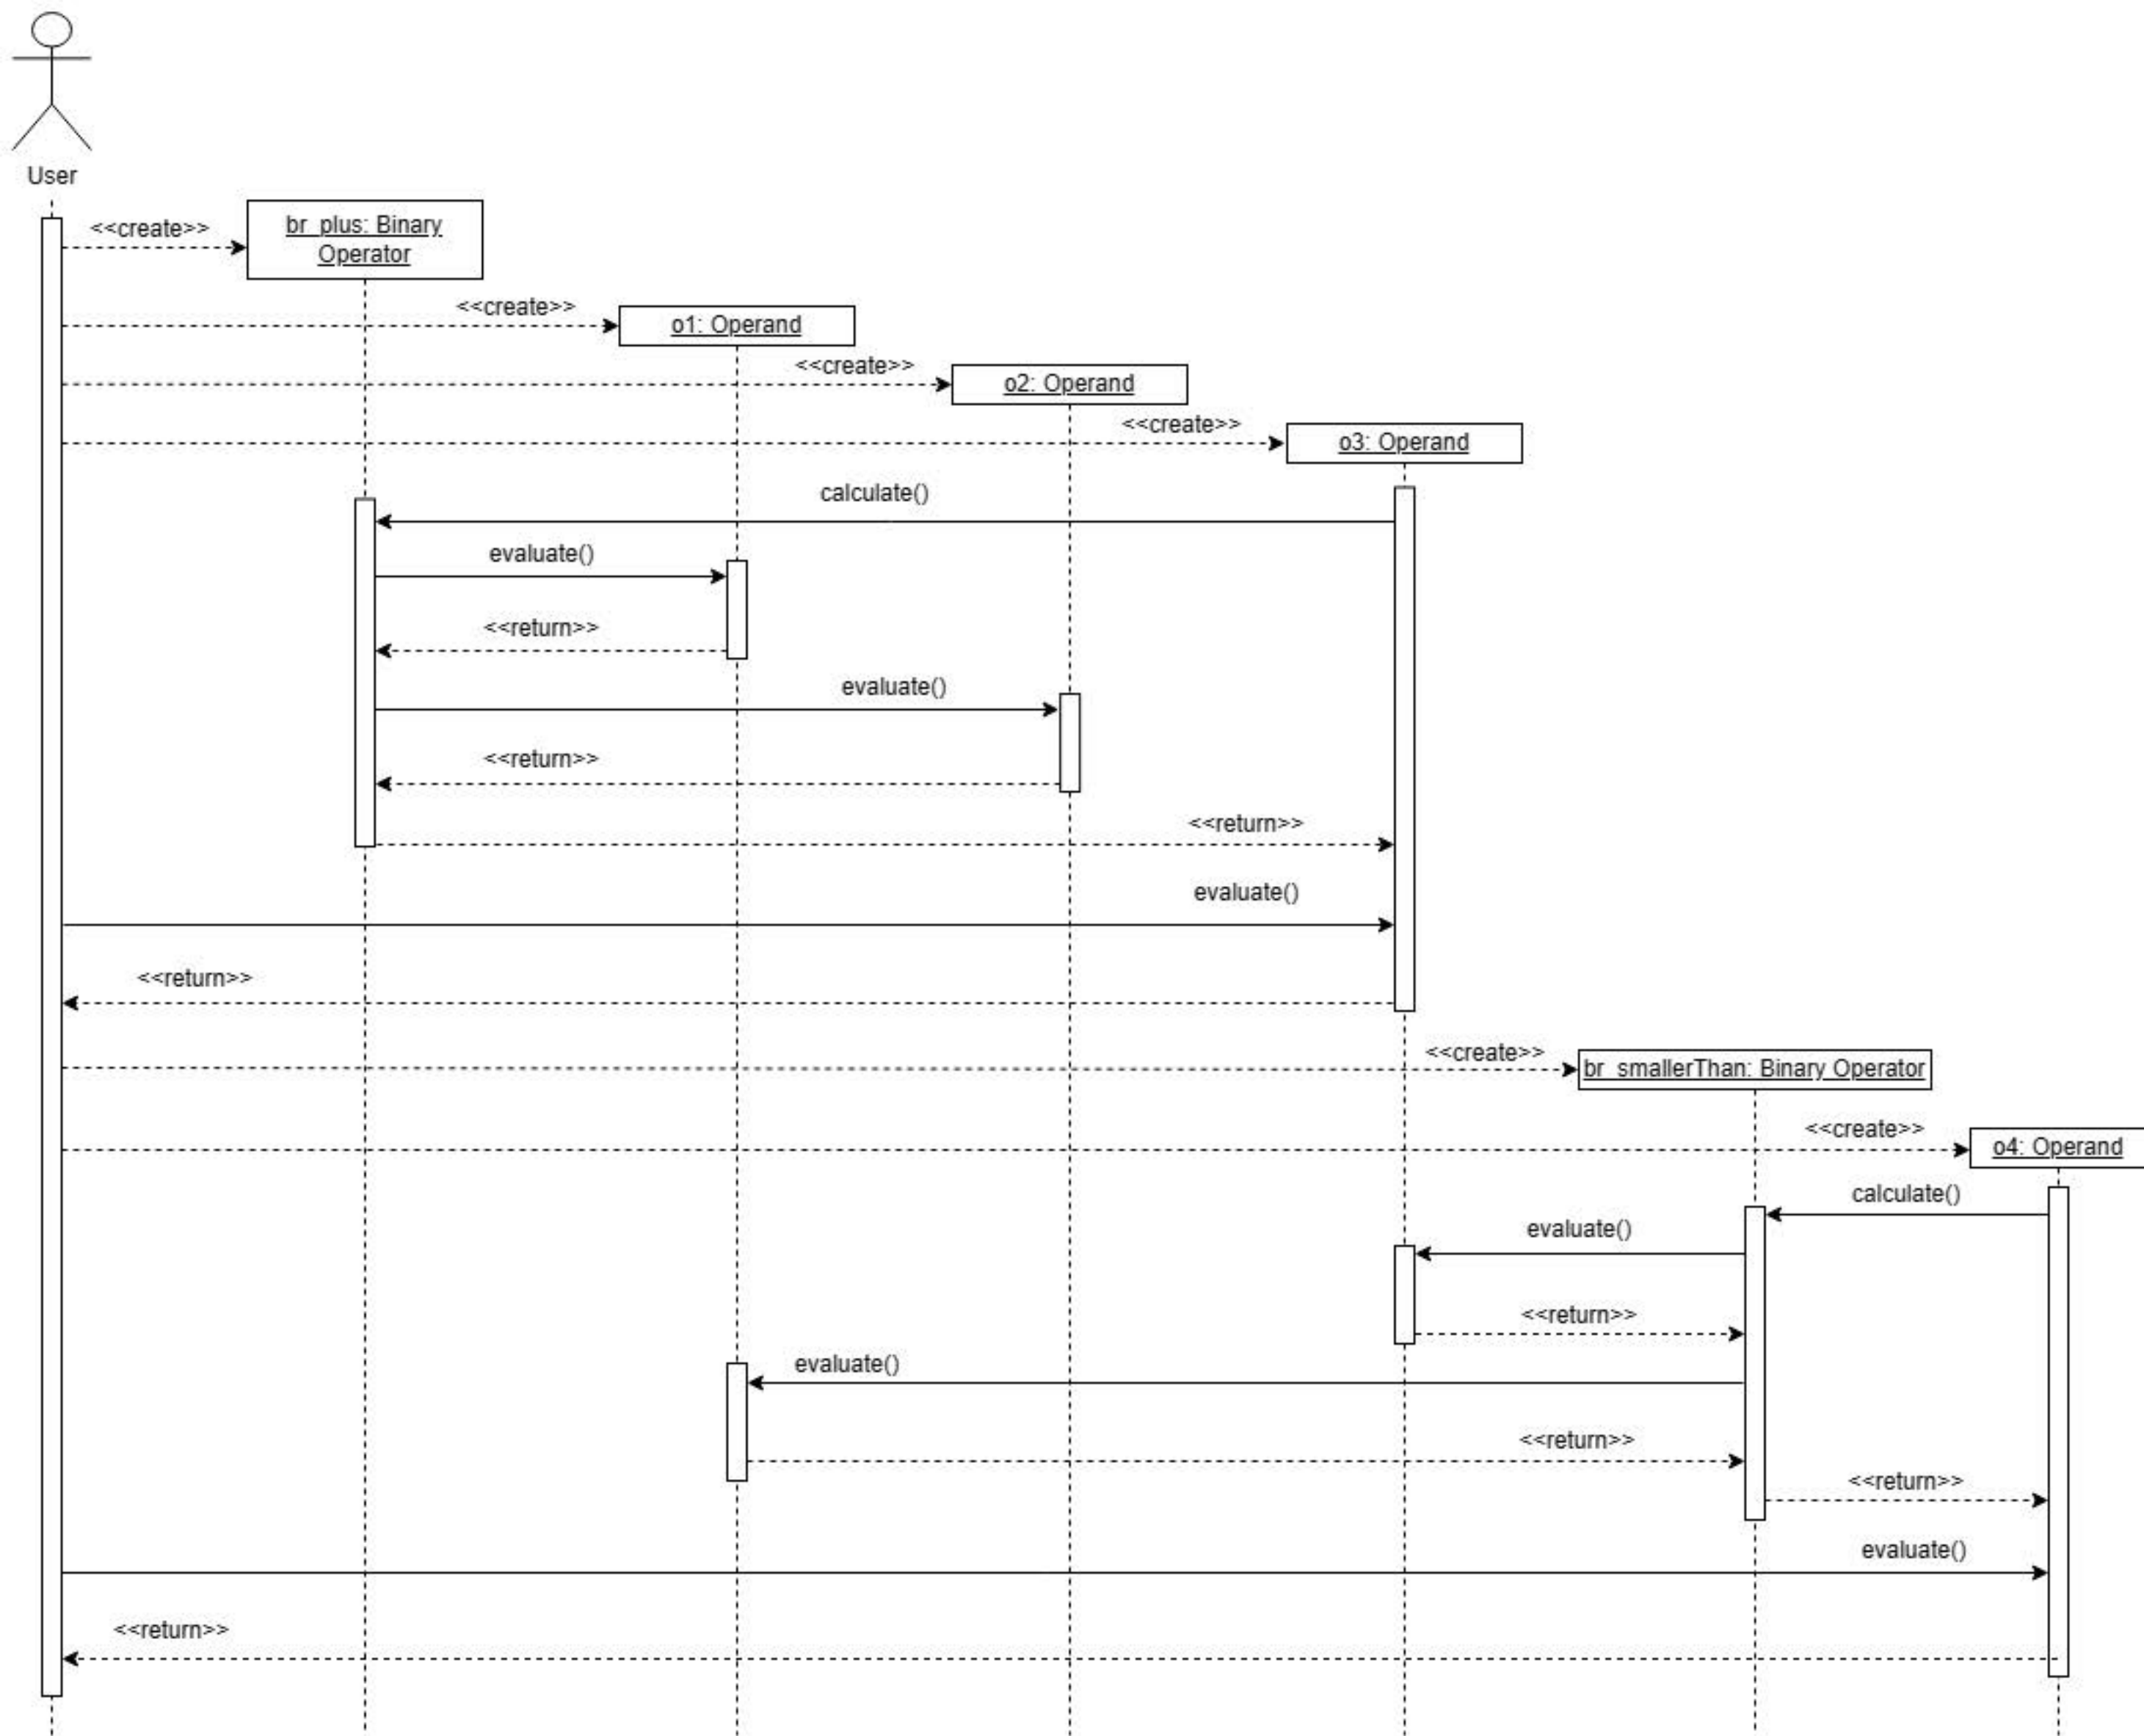 User
<<create>>
br_plus: Binary
Operator
<<create>>
o1: Operand
<<create>>
o2: Operand
<<create>>
o3: Operand
calculate()
evaluate()
<<return>>
evaluate()
<<return>>
<<return>>
evaluate()
<<return>>
<<create>>
br_smallerThan: Binary Operator
<<create>>
o4: Operand
calculate()
evaluate()
<<return>>
evaluate()
<<return>>
<<return>>
evaluate()
<<return>>